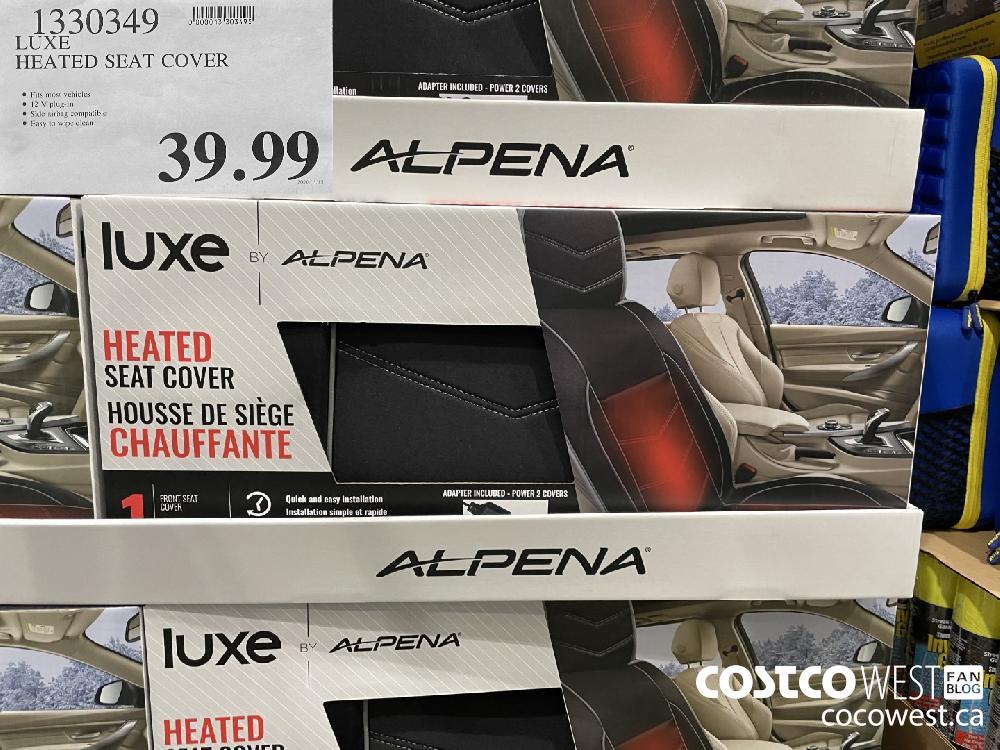 1330349
LUXE
HEATED SEAT COVER
• Fits most vehicles
• 12 V plug-in
• Side airbag compatible
• Easy to wipe clean
39.99
ADAPTER INCLUDED - POWER 2 COVERS
ALPENA®
luxe BY ALPENA®
HEATED
SEAT COVER
HOUSSE DE SIÈGE
CHAUFFANTE
1 FRONT SEAT
COVER
Quick and easy installation
Installation simple et rapide
ADAPTER INCLUDED - POWER 2 COVERS
ALPENA®
luxe BY ALPENA®
HEATED
SEAT COVER
COSTCO WEST FAN
BLOG
cocowest.ca